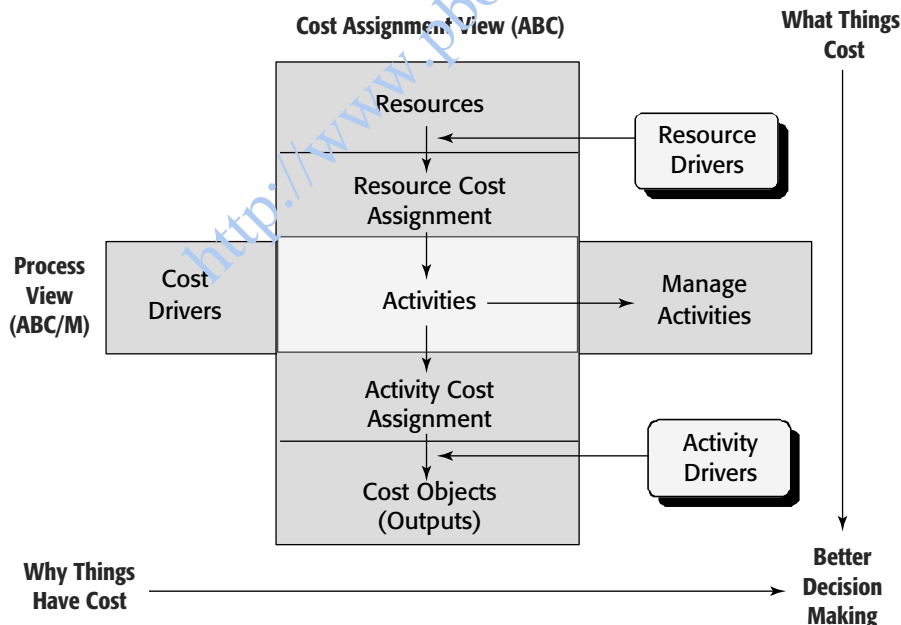 Cost Assignment View (ABC)
What Things
Cost
Resources
Resource
Drivers
Resource Cost
Assignment
Process
View
(ABC/M)
Cost
Drivers
Activities
Manage
Activities
Activity Cost
Assignment
Activity
Drivers
Cost Objects
(Outputs)
Why Things
Have Cost
Better
Decision
Making